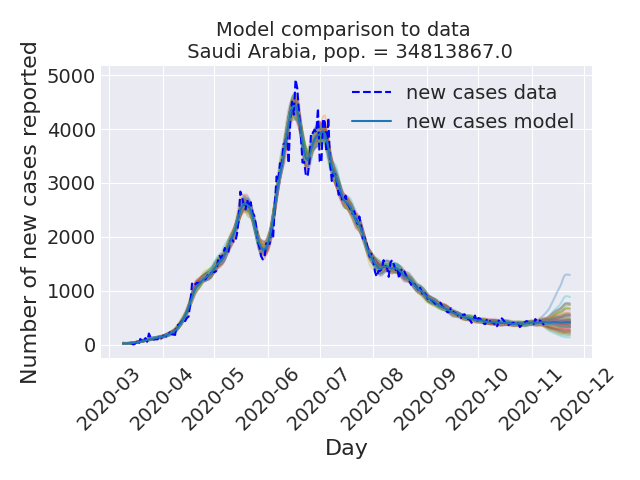 Model comparison to data
Saudi Arabia, pop. = 34813867.0
Number of new cases reported
5000
4000
3000
2000
1000
0
new cases data
new cases model
2020-03
2020-04
2020-05
2020-06
2020-07
2020-08
2020-09
2020-10
2020-11
2020-12
Day